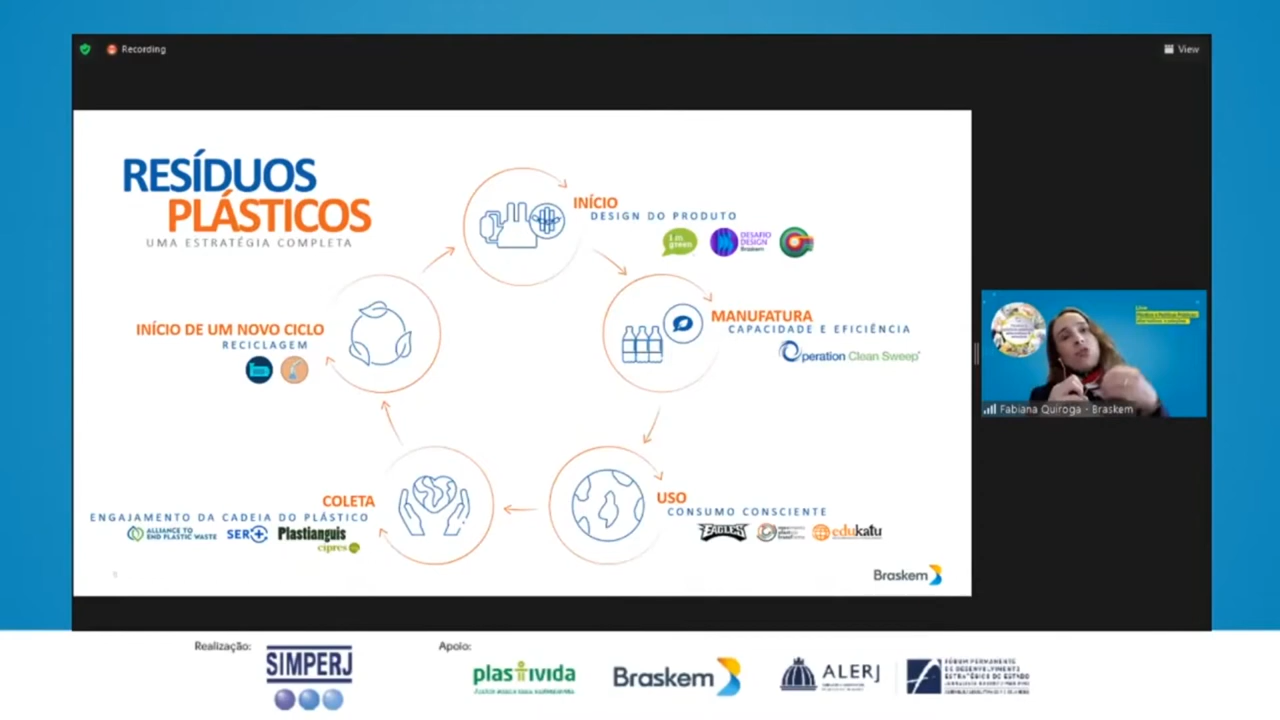 Recording
View
RESÍDUOS
PLÁSTICOS
UMA ESTRATÉGIA COMPLETA
INÍCIO
DESIGN DO PRODUTO
I'm
green
DESAFIO
DESIGN
Braskem
MANUFATURA
CAPACIDADE E EFICIÊNCIA
Operation Clean Sweep
USO
CONSUMO CONSCIENTE
EAGLES
edukatu
COLETA
ENGAJAMENTO DA CADEIA DO PLÁSTICO
ALLIANCE TO
END PLASTIC WASTE
SER+
Plastianguis
cipres
INÍCIO DE UM NOVO CICLO
RECICLAGEM
Braskem
Fabiana Quiroga - Braskem
Realização:
SIMPERJ
Apoio:
plastivida
Braskem
ALERJ
FÓRUM PERMANENTE
DE DESENVOLVIMENTO
ESTRATÉGICO DO ESTADO